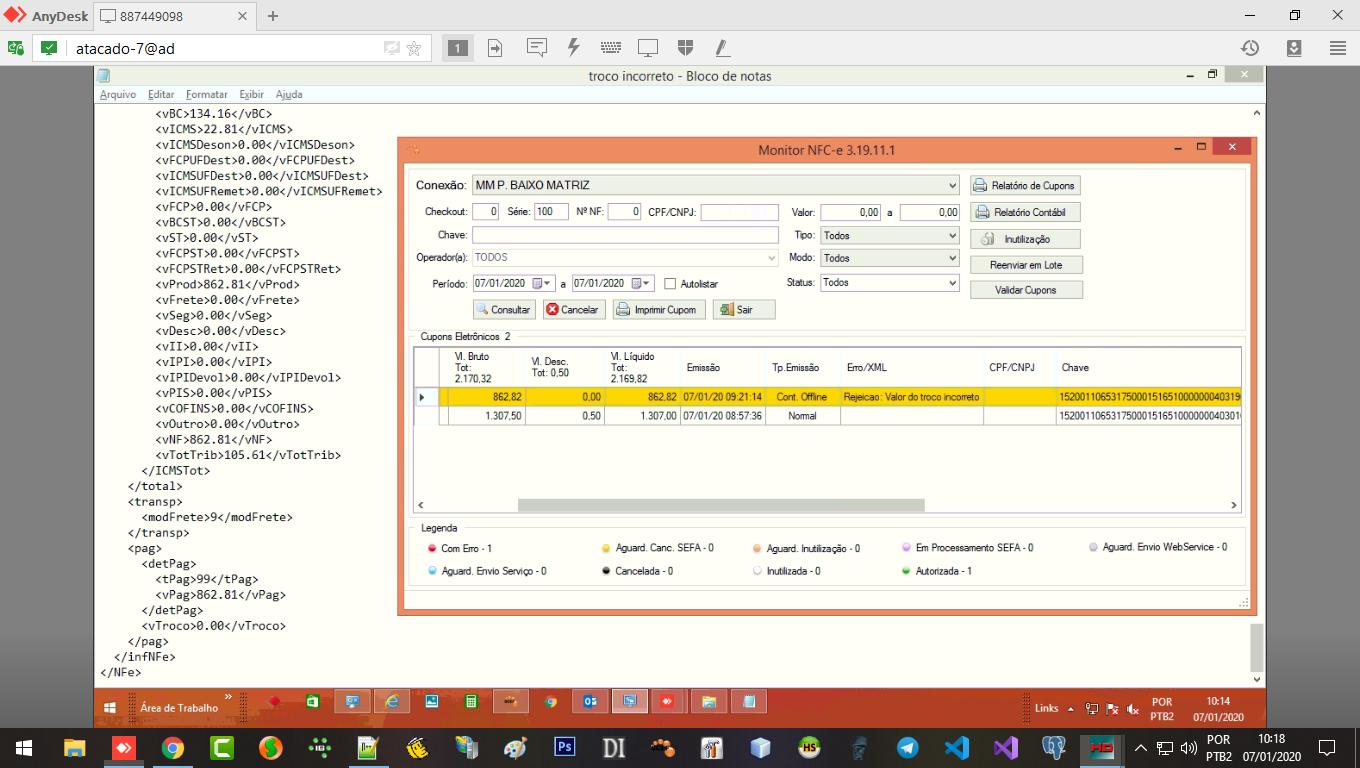 AnyDesk
887449098
atacado-7@ad
1
troco incorreto - Bloco de notas
Arquivo Editar Formatar Exibir Ajuda
<vBC>134.16</vBC>
<vICMS>22.81</vICMS>
<vICMSDeson>0.00</vICMSDeson>
<vFCPUFDest>0.00</vFCPUFDest>
<vICMSUFDest>0.00</vICMSUFDest>
<vICMSUFRemet>0.00</vICMSUFRemet>
<vFCP>0.00</vFCP>
<vBCST>0.00</vBCST>
<vST>0.00</vST>
<vFCPST>0.00</vFCPST>
<vFCPSTRet>0.00</vFCPSTRet>
<vProd>862.81</vProd>
<vFrete>0.00</vFrete>
<vSeg>0.00</vSeg>
<vDesc>0.00</vDesc>
<vII>0.00</vII>
<vIPI>0.00</vIPI>
<vIPIDevol>0.00</vIPIDevol>
<vPIS>0.00</vPIS>
<vCOFINS>0.00</vCOFINS>
<vOutro>0.00</vOutro>
<vNF>862.81</vNF>
<vTotTrib>105.61</vTotTrib>
</ICMSTot>
</total>
<transp>
<modFrete>9</modFrete>
</transp>
<pag>
<detPag>
<tPag>99</tPag>
<vPag>862.81</vPag>
</detPag>
<vTroco>0.00</vTroco>
</pag>
</infNFe>
</NFe>
Monitor NFC-e 3.19.11.1
Conexão: MM P. BAIXO MATRIZ
Relatório de Cupons
Checkout: 0 Série: 100 Nº NF: 0 CPF/CNPJ: Valor: 0,00 a 0,00
Relatório Contábil
Chave: Tipo: Todos
Inutilização
Operador(a): TODOS Modo: Todos
Reenviar em Lote
Período: 07/01/2020 a 07/01/2020 Autolistar Status: Todos
Validar Cupons
Consultar Cancelar Imprimir Cupom Sair
Cupons Eletrônicos 2
Vl. Bruto Tot: 2.170,32 Vl. Desc. Tot: 0,50 Vl. Líquido Tot: 2.169,82 Emissão Tp.Emissão Erro/XML CPF/CNPJ Chave
862,82 0,00 862,82 07/01/20 09:21:14 Cont. Offline Rejeicao: Valor do troco incorreto
1.307,50 0,50 1.307,00 07/01/20 08:57:36 Normal
Legenda
Com Erro - 1 Aguard. Canc. SEFA - 0 Aguard. Inutilização - 0 Em Processamento SEFA - 0 Aguard. Envio WebService - 0
Aguard. Envio Serviço - 0 Cancelada - 0 Inutilizada - 0 Autorizada - 1
Área de Trabalho
Links
POR
PTB2
10:14
07/01/2020
Ps
DI
HS
HD
POR
PTB2
10:18
07/01/2020